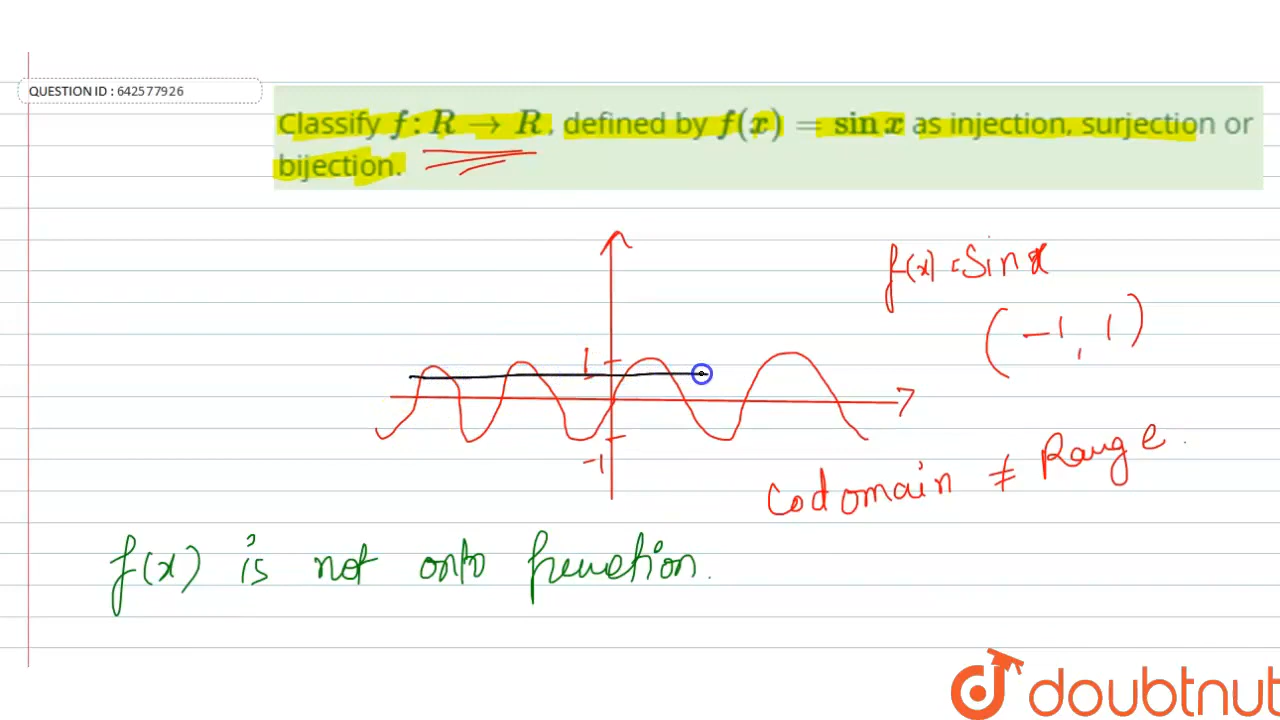 QUESTION ID : 642577926
Classify f : R → R, defined by f(x) = sin x as injection, surjection or
bijection.
f(x) = Sin x
(-1, 1)
1
-1
Codomain ≠ Range.
f(x) is not onto function.
doubtnut